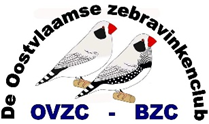 De Oostvlaamse zebravinkenclub
OVZC - BZC